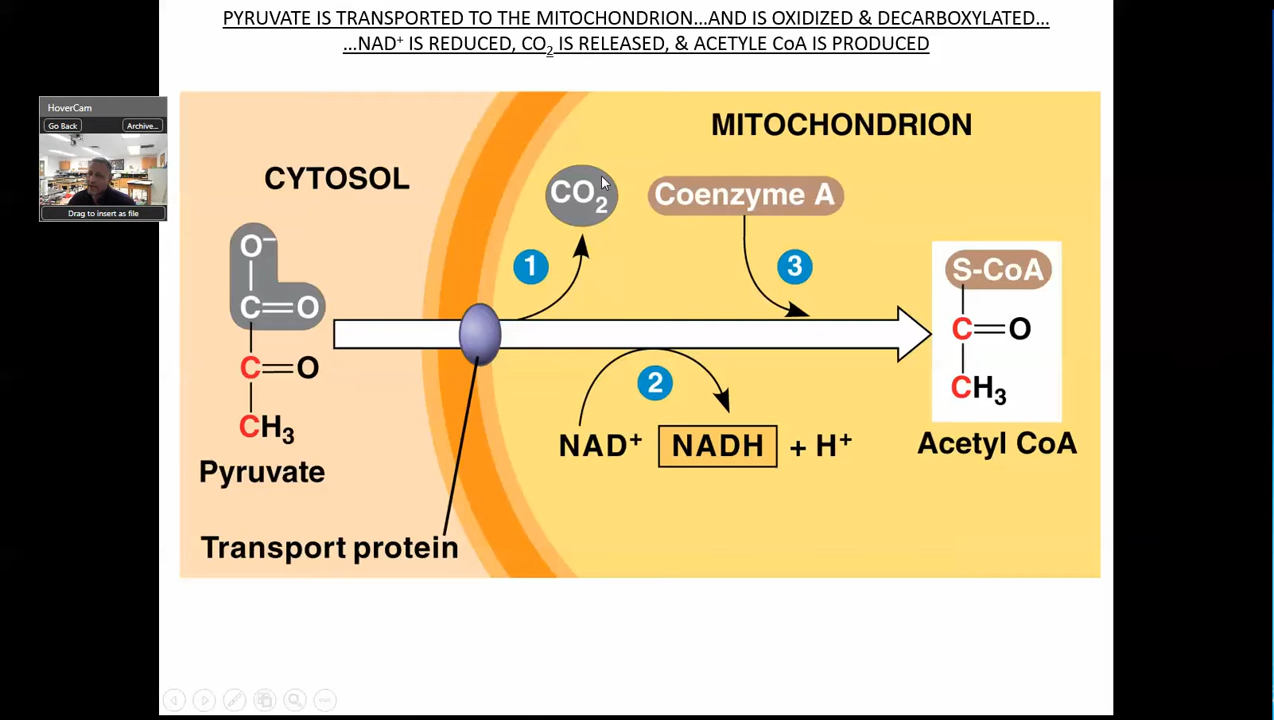 PYRUVATE IS TRANSPORTED TO THE MITOCHONDRION...AND IS OXIDIZED & DECARBOXYLATED...
...NAD⁺ IS REDUCED, CO₂ IS RELEASED, & ACETYLE CoA IS PRODUCED
HoverCam
Go Back
Archive...
Drag to insert as file
MITOCHONDRION
CYTOSOL
CO₂
Coenzyme A
1
3
O⁻
C=O
C=O
CH₃
Pyruvate
S-CoA
C=O
CH₃
Acetyl CoA
2
NAD⁺ NADH + H⁺
Transport protein